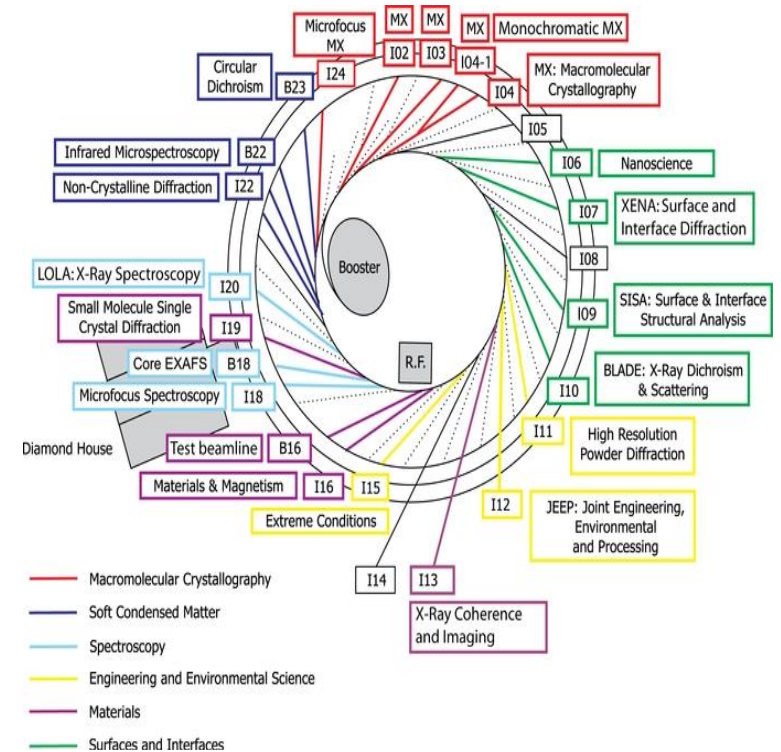 Microfocus
MX
MX
MX
MX
Monochromatic MX
I24
I02
I03
I04-1
I04
MX: Macromolecular
Crystallography
Circular
Dichroism
B23
I05
Infrared Microspectroscopy
B22
I06
Nanoscience
Non-Crystalline Diffraction
I22
I07
XENA: Surface and
Interface Diffraction
Booster
I08
LOLA: X-Ray Spectroscopy
I20
I09
SISA: Surface & Interface
Structural Analysis
Small Molecule Single
Crystal Diffraction
I19
R.F.
Core EXAFS
B18
I10
BLADE: X-Ray Dichroism
& Scattering
Microfocus Spectroscopy
I18
Diamond House
Test beamline
B16
I11
High Resolution
Powder Diffraction
Materials & Magnetism
I16
I15
I12
JEEP: Joint Engineering,
Environmental
and Processing
Extreme Conditions
I14
I13
X-Ray Coherence
and Imaging
Macromolecular Crystallography
Soft Condensed Matter
Spectroscopy
Engineering and Environmental Science
Materials
Surfaces and Interfaces